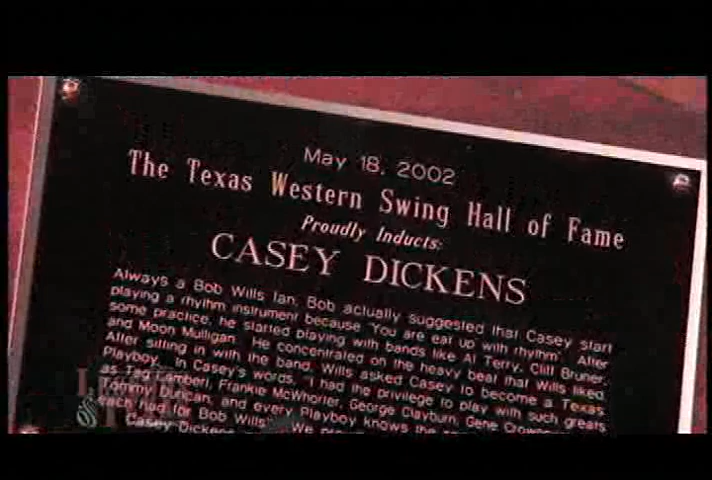 May 18, 2002
The Texas Western Swing Hall of Fame
Proudly Inducts:
CASEY DICKENS
Always a Bob Wills fan, Bob actually suggested that Casey start
playing a rhythm instrument because "You are eat up with rhythm". After
some practice, he started playing with bands like Al Terry, Cliff Bruner,
and Moon Mulligan. He concentrated on the heavy beat that Wills liked.
After sitting in with the band, Wills asked Casey to become a Texas
Playboy. In Casey's words, "I had the privilege to play with such greats
as Tag Lambert, Frankie McWhorter, George Clayburn, Gene
Tommy Duncan, and every Playboy knows the
each had for Bob Wills". We
Casey Dickens